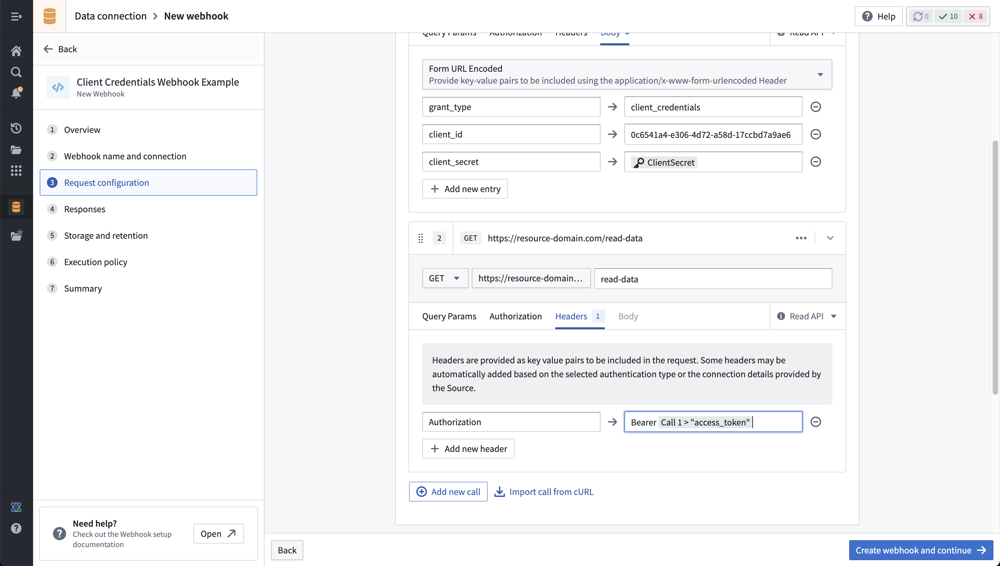 Data connection > New webhook
Help
0
10
8
Back
Client Credentials Webhook Example
New Webhook
1 Overview
2 Webhook name and connection
3 Request configuration
4 Responses
5 Storage and retention
6 Execution policy
7 Summary
Need help?
Check out the Webhook setup
documentation
Open
Query Params Authorization Headers Body
Read API
Form URL Encoded
Provide key-value pairs to be included using the application/x-www-form-urlencoded Header
grant_type → client_credentials
client_id → 0c6541a4-e306-4d72-a58d-17ccbd7a9ae6
client_secret → ClientSecret
+ Add new entry
2 GET https://resource-domain.com/read-data
GET https://resource-domain... read-data
Query Params Authorization Headers 1 Body
Read API
Headers are provided as key value pairs to be included in the request. Some headers may be
automatically added based on the selected authentication type or the connection details provided by
the Source.
Authorization → Bearer Call 1 > "access_token"
+ Add new header
Add new call
Import call from cURL
Back
Create webhook and continue